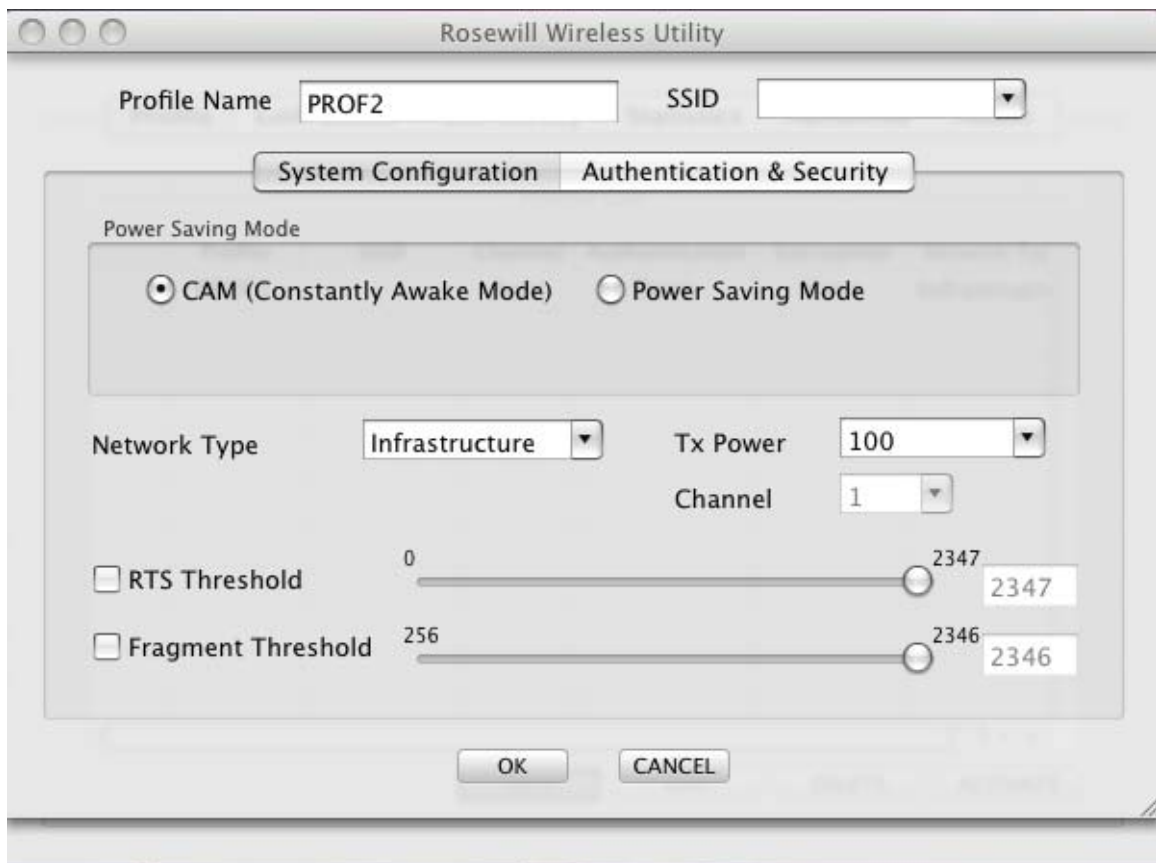 Rosewill Wireless Utility
Profile Name PROF2 SSID
System Configuration Authentication & Security
Power Saving Mode
CAM (Constantly Awake Mode) Power Saving Mode
Network Type Infrastructure Tx Power 100
Channel 1
RTS Threshold 0 2347 2347
Fragment Threshold 256 2346 2346
OK CANCEL